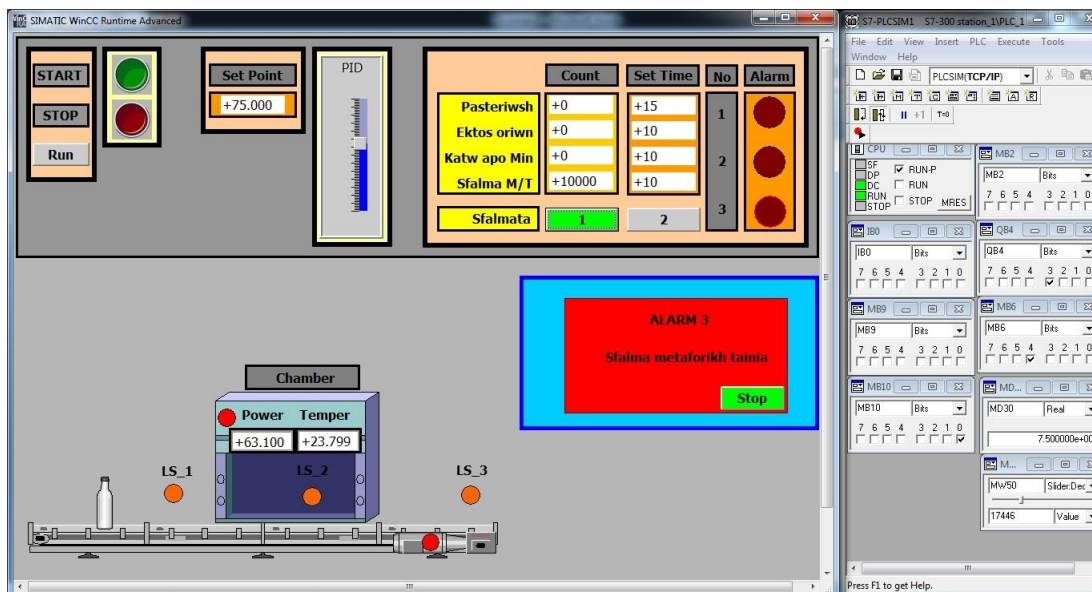 SIMATIC WinCC Runtime Advanced
START
STOP
Run
Set Point
+75.000
PID
Count Set Time No Alarm
Pasteriwsh +0 +15
1
Ektos oriwn +0 +10
Katw apo Min +0 +10
2
Sfalma M/T +10000 +10
Sfalmata 1 2
3
ALARM 3
Sfalma metaforikh tainia
Stop
Chamber
Power Temper
+63.100 +23.799
LS_1 LS_2 LS_3
S7-PLCSIM1 S7-300 station_1\PLC_1
File Edit View Insert PLC Execute Tools
Window Help
PLCSIM(TCP/IP)
+1 T=0
CPU
SF
DP
DC
RUN
STOP
RUN-P
RUN
STOP MRES
MB2
MB2 Bits
7 6 5 4 3 2 1 0
IB0
IB0 Bits
7 6 5 4 3 2 1 0
QB4
QB4 Bits
7 6 5 4 3 2 1 0
MB9
MB9 Bits
7 6 5 4 3 2 1 0
MB6
MB6 Bits
7 6 5 4 3 2 1 0
MB10
MB10 Bits
7 6 5 4 3 2 1 0
MD...
MD30 Real
7.500000e+00
M...
MW50 Slider:Dec
17446 Value
Press F1 to get Help.